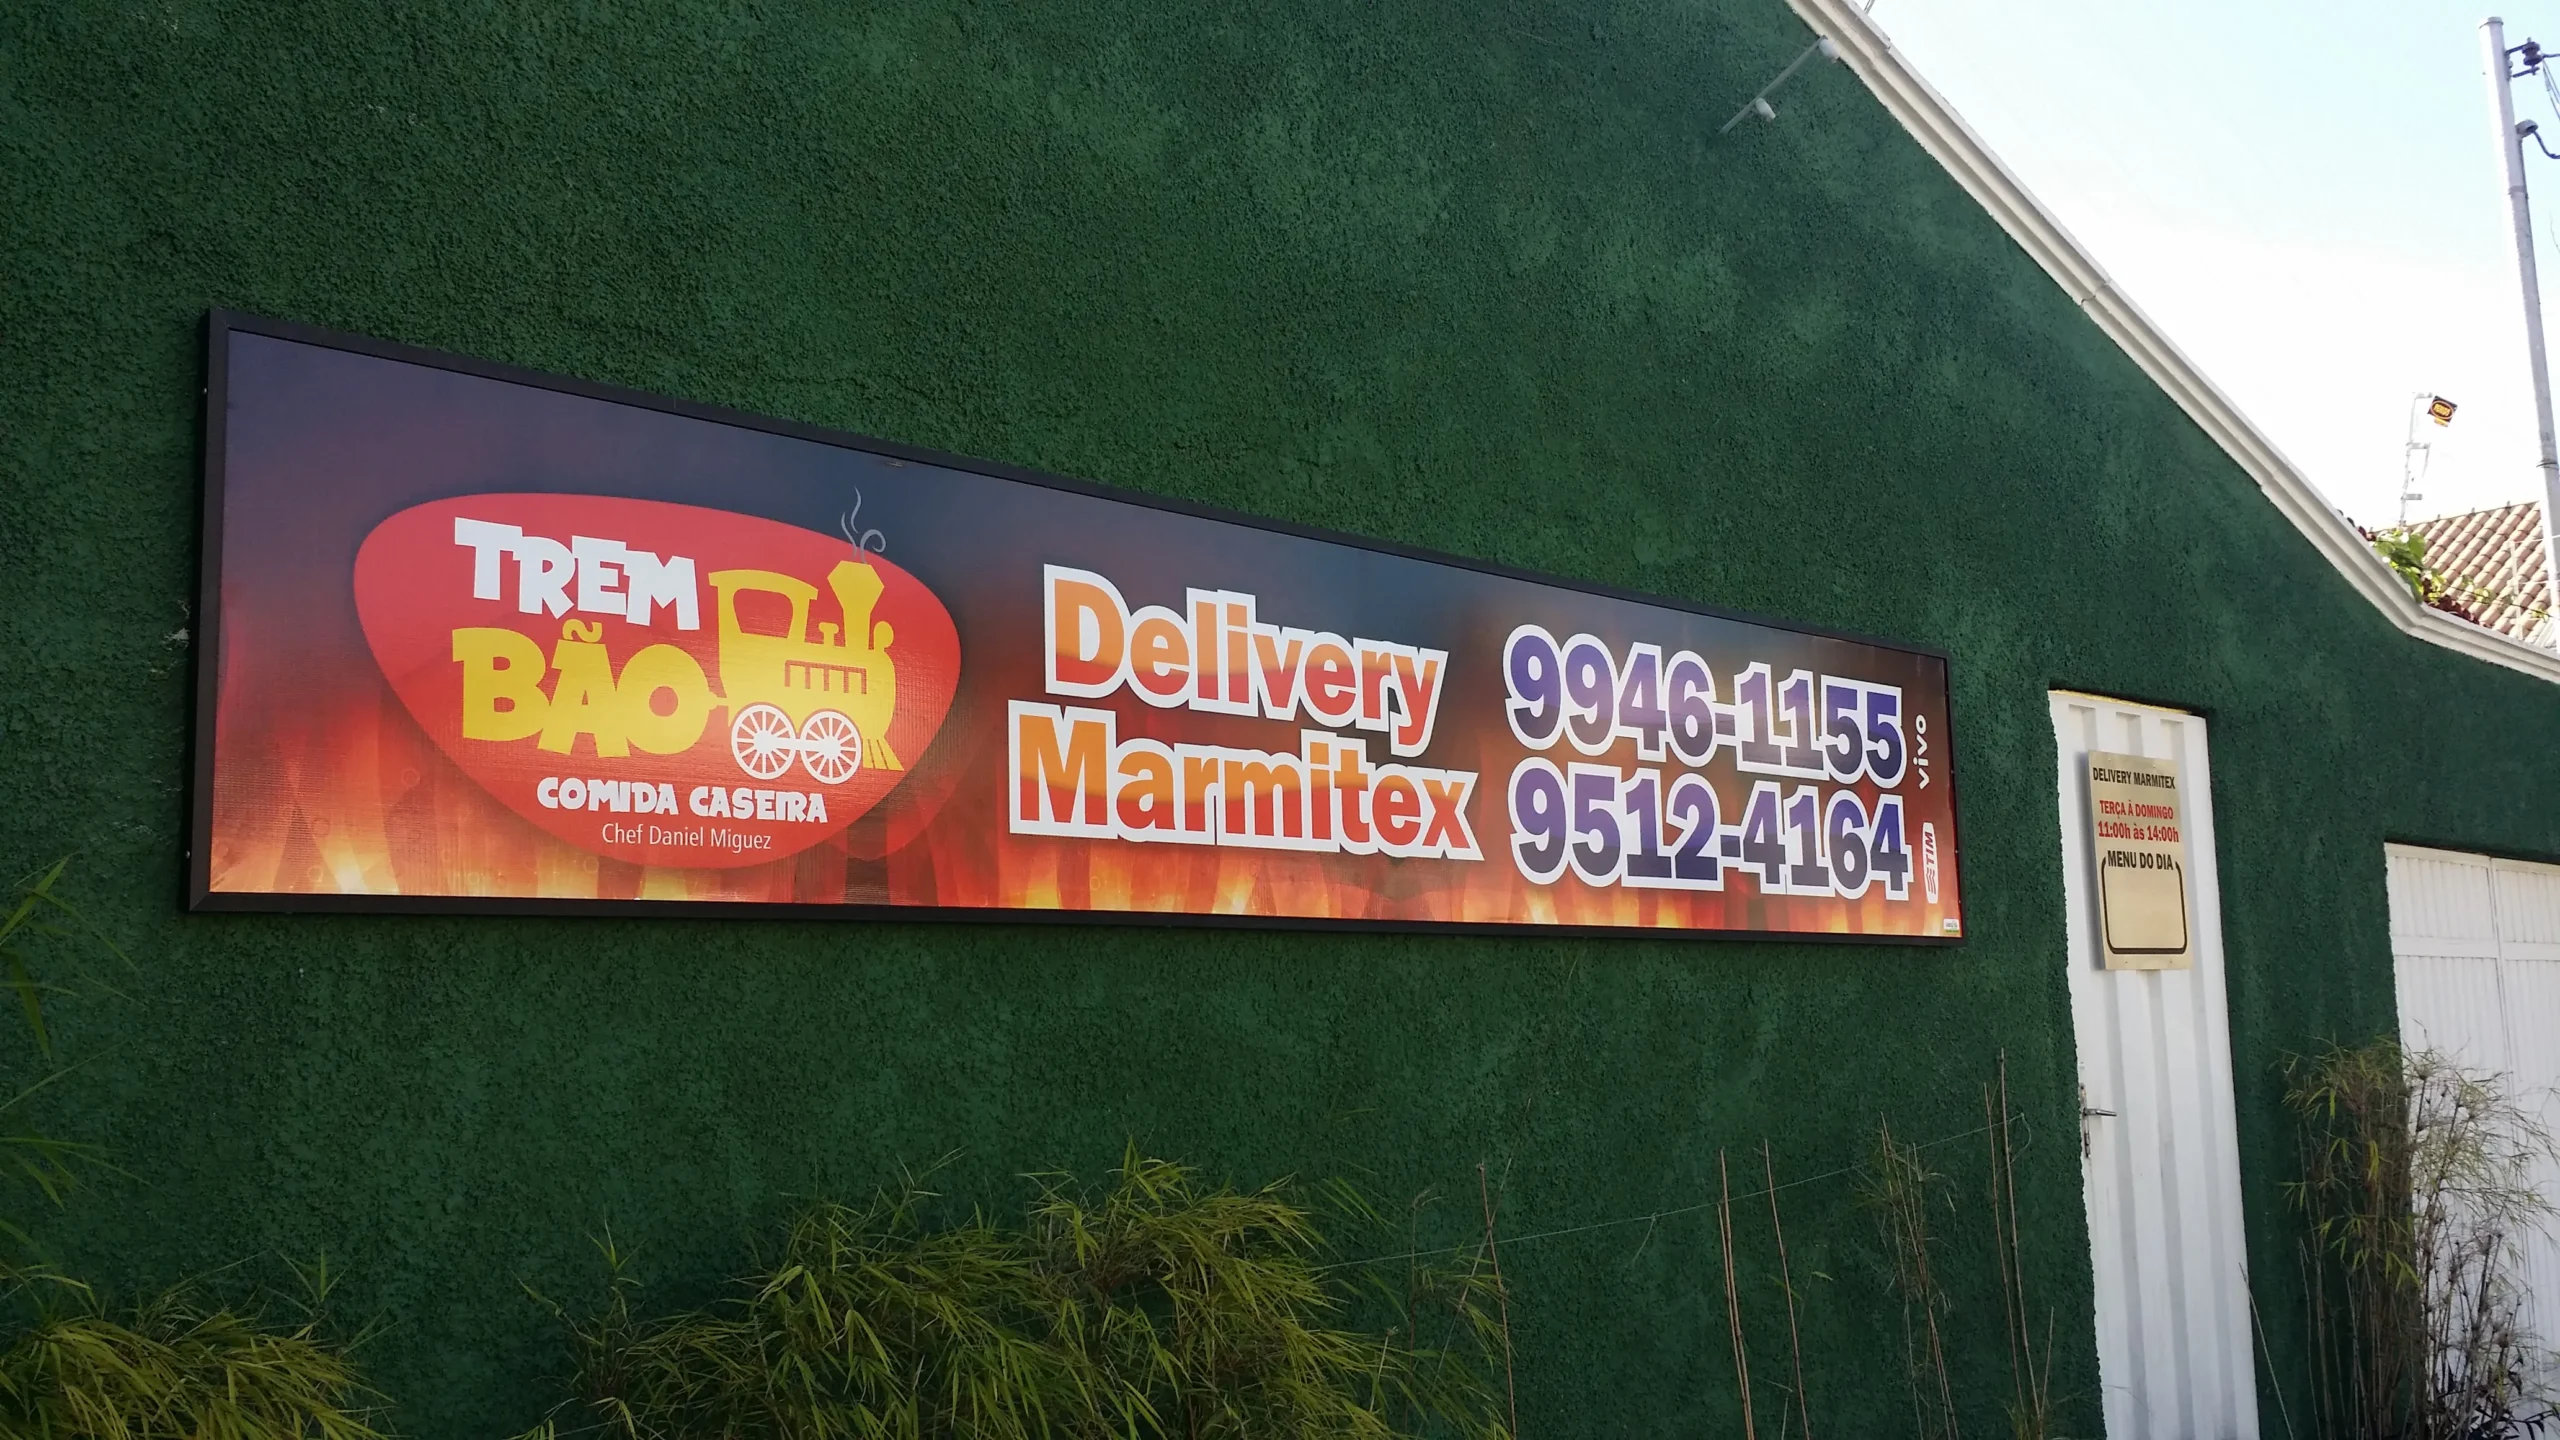 TREM
BÃO
COMIDA CASEIRA
Chef Daniel Miguez
Delivery
Marmitex
9946-1155
vivo
9512-4164
TIM
DELIVERY MARMITEX
TERÇA À DOMINGO
11:00h às 14:00h
MENU DO DIA